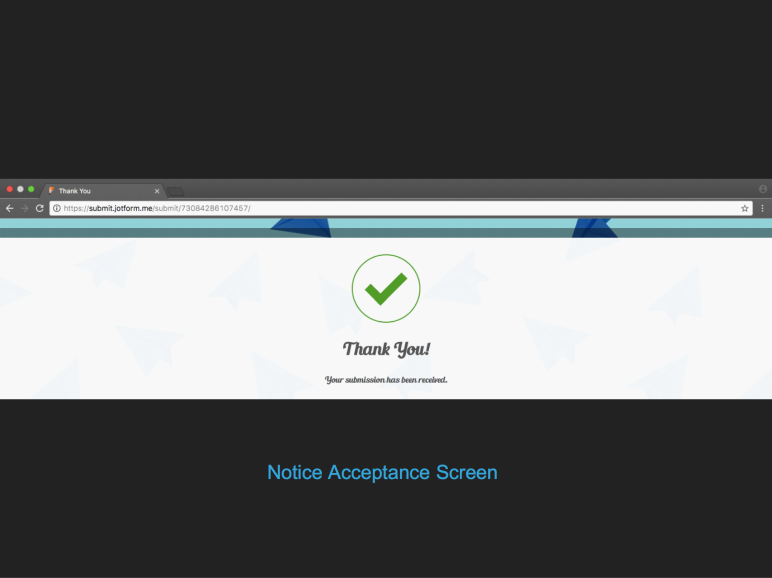 Thank You
https://submit.jotform.me/submit/73084286107457/
Thank You!
Your submission has been received.
Notice Acceptance Screen